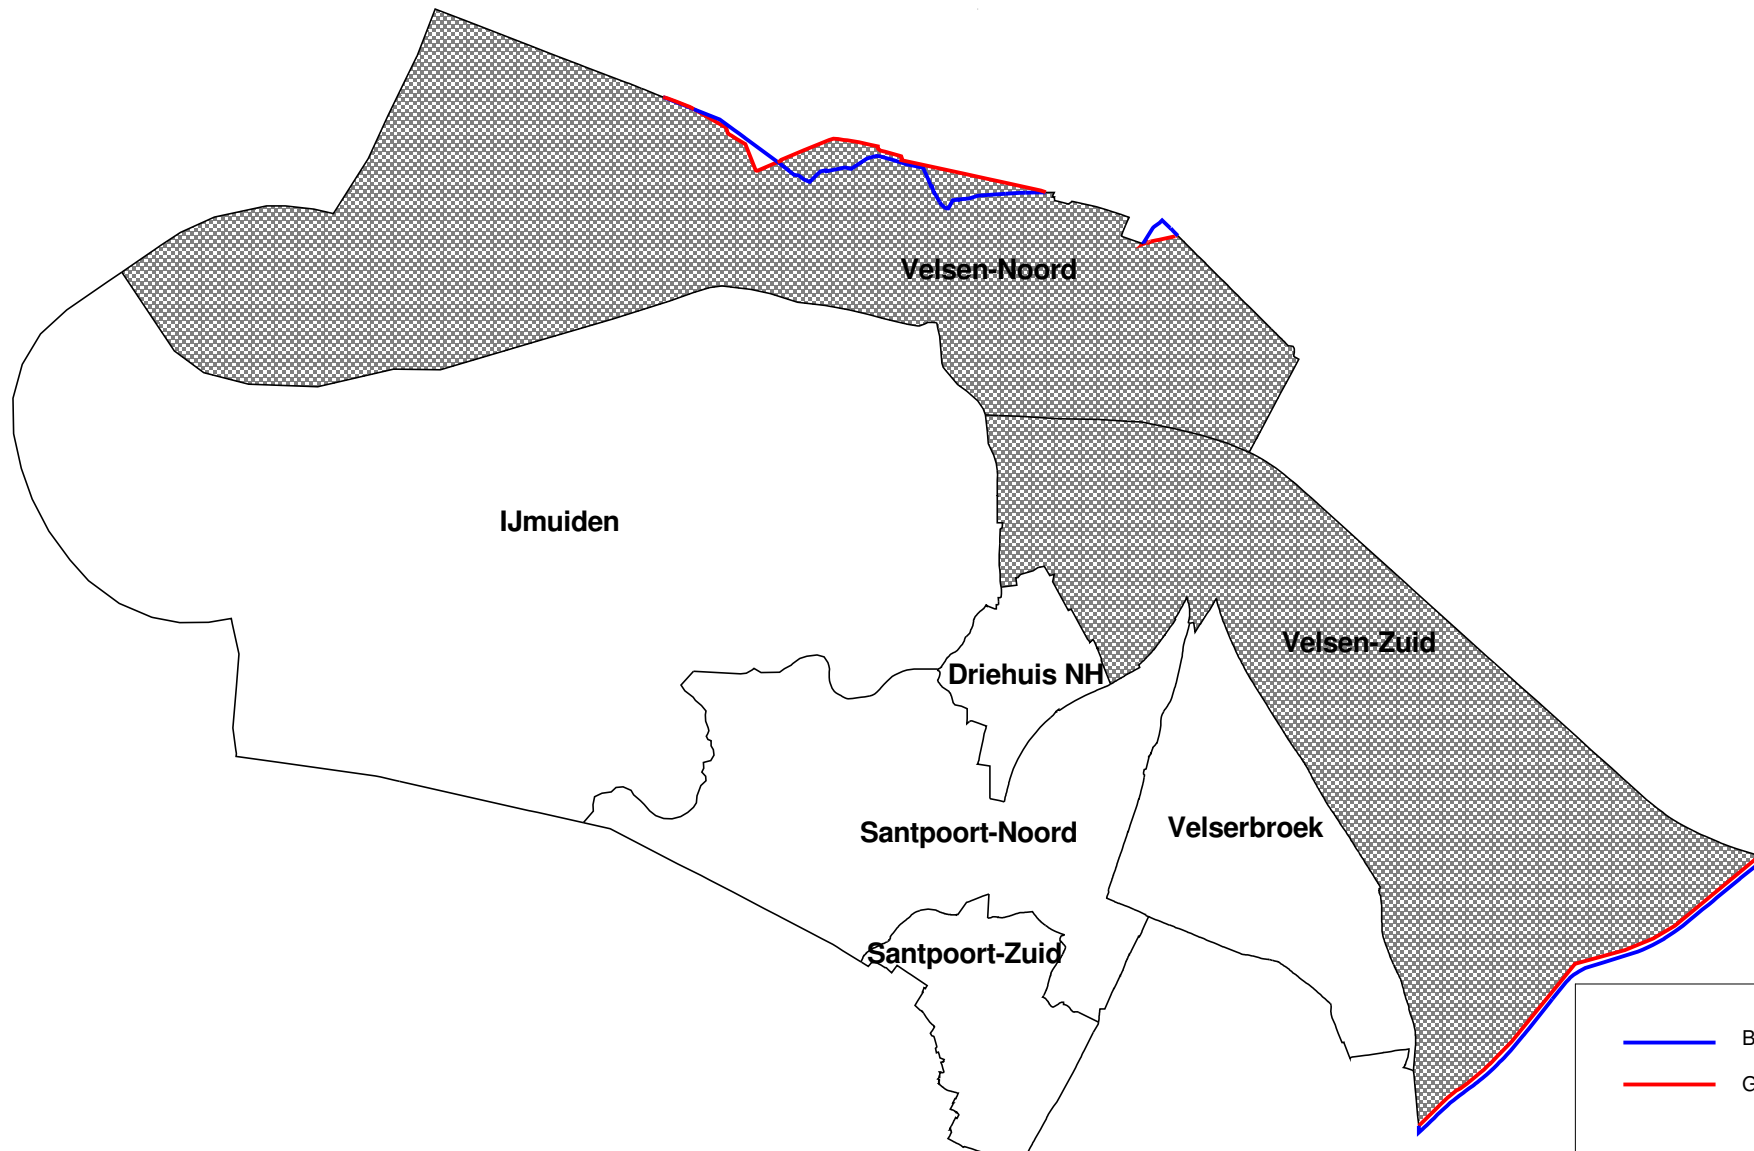 Velsen-Noord
IJmuiden
Velsen-Zuid
Driehuis NH
Santpoort-Noord
Velserbroek
Santpoort-Zuid
B
G